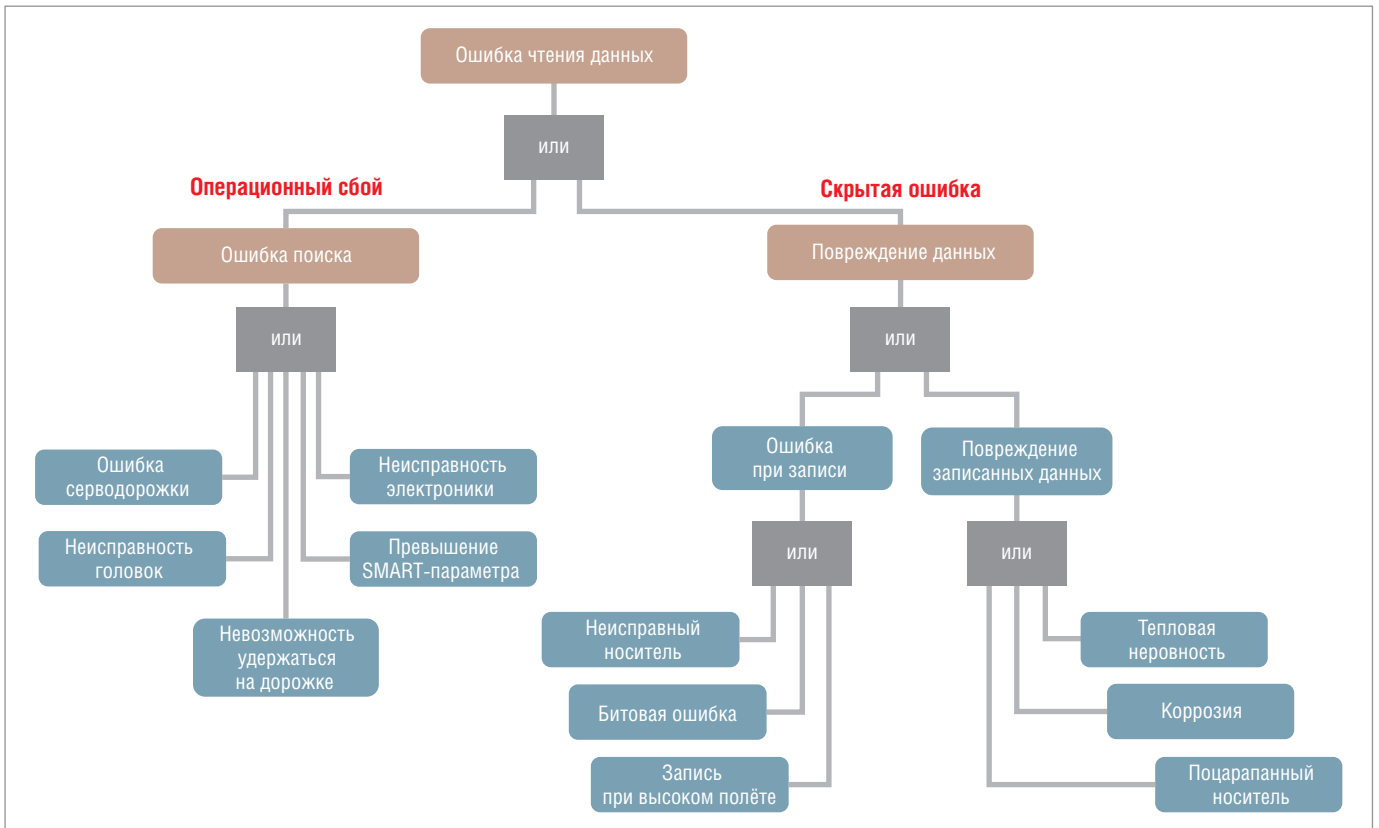 Ошибка чтения данных
или
Операционный сбой
Скрытая ошибка
Ошибка поиска
Повреждение данных
или
или
Ошибка
серводорожки
Неисправность
электроники
Неисправность
головок
Превышение
SMART-параметра
Невозможность
удержаться
на дорожке
Ошибка
при записи
Повреждение
записанных данных
или
или
Неисправный
носитель
Битовая ошибка
Запись
при высоком полёте
Тепловая
неровность
Коррозия
Поцарапанный
носитель